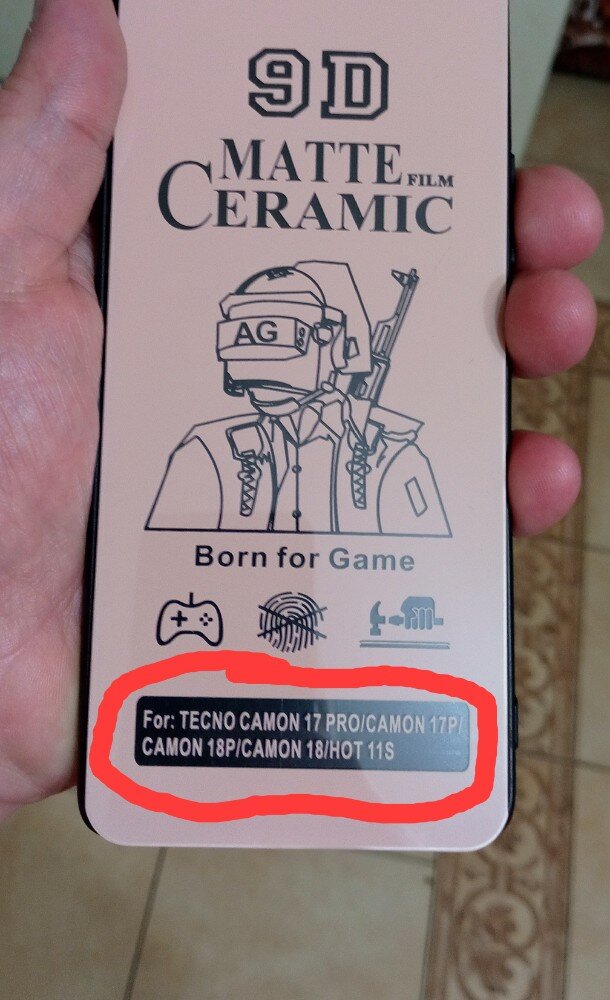 9D
MATTE FILM
CERAMIC
AG
Born for Game
For: TECNO CAMON 17 PRO/CAMON 17P/
CAMON 18P/CAMON 18/HOT 11S